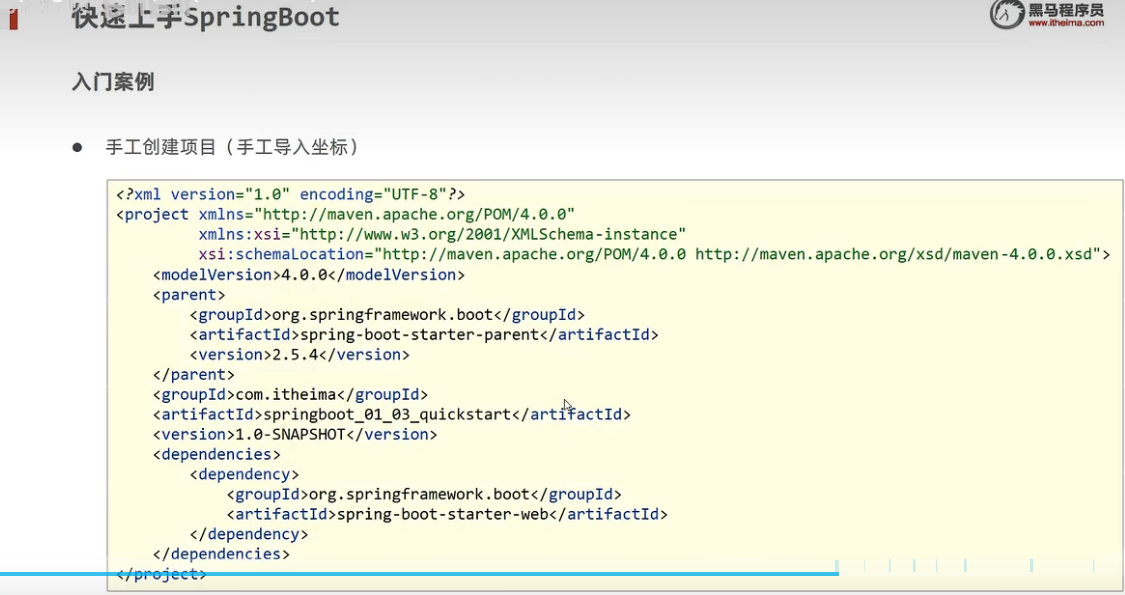 快速上手SpringBoot
黑马程序员
www.itheima.com
入门案例
● 手工创建项目（手工导入坐标）
<?xml version="1.0" encoding="UTF-8"?>
<project xmlns="http://maven.apache.org/POM/4.0.0"
xmlns:xsi="http://www.w3.org/2001/XMLSchema-instance"
xsi:schemaLocation="http://maven.apache.org/POM/4.0.0 http://maven.apache.org/xsd/maven-4.0.0.xsd">
<modelVersion>4.0.0</modelVersion>
<parent>
<groupId>org.springframework.boot</groupId>
<artifactId>spring-boot-starter-parent</artifactId>
<version>2.5.4</version>
</parent>
<groupId>com.itheima</groupId>
<artifactId>springboot_01_03_quickstart</artifactId>
<version>1.0-SNAPSHOT</version>
<dependencies>
<dependency>
<groupId>org.springframework.boot</groupId>
<artifactId>spring-boot-starter-web</artifactId>
</dependency>
</dependencies>
</project>